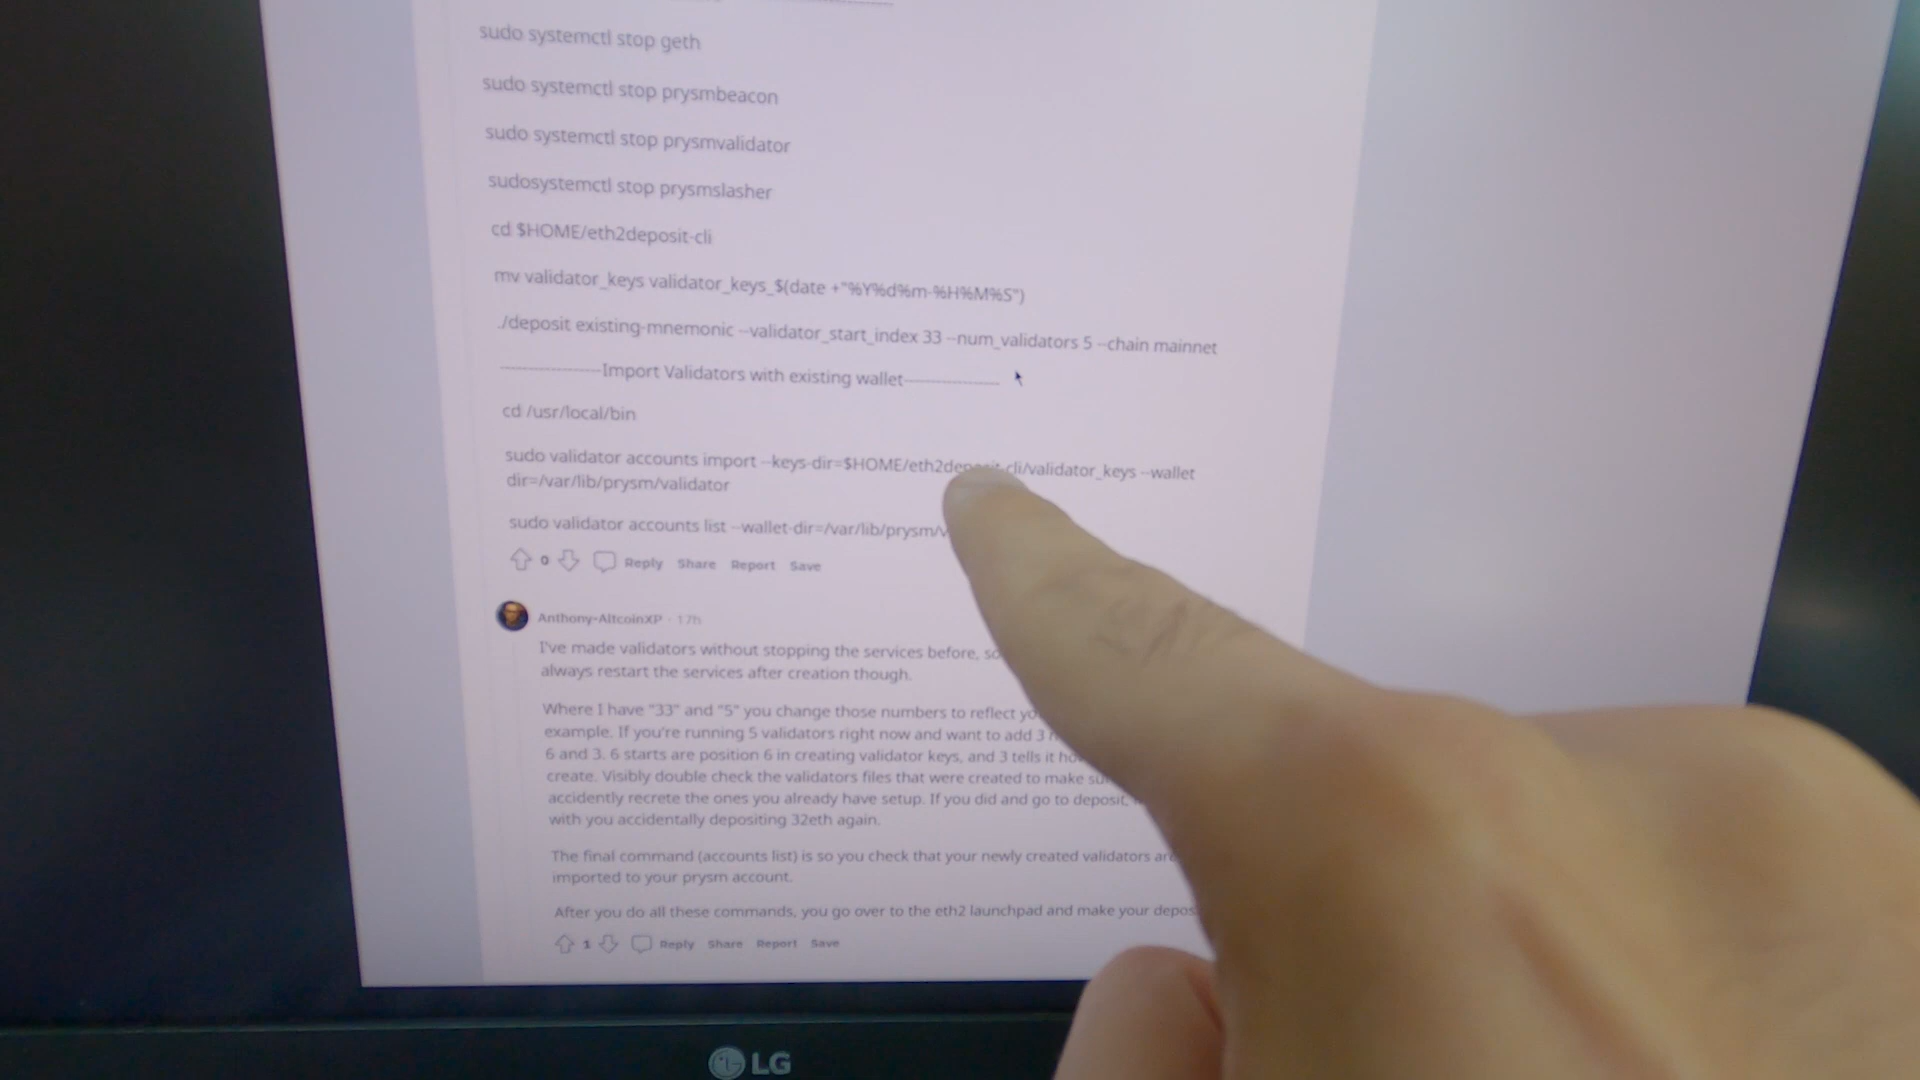 sudo systemctl stop geth
sudo systemctl stop prysmbeacon
sudo systemctl stop prysmvalidator
sudosystemctl stop prysmslasher
cd $HOME/eth2deposit-cli
mv validator_keys validator_keys_$(date +"%Y%d%m-%H%M%S")
./deposit existing-mnemonic --validator_start_index 33 --num_validators 5 --chain mainnet
--------------------Import Validators with existing wallet-------------------
cd /usr/local/bin
sudo validator accounts import --keys-dir=$HOME/eth2deposit-cli/validator_keys --wallet
dir=/var/lib/prysm/validator
sudo validator accounts list --wallet-dir=/var/lib/prysm/v
0 Reply Share Report Save
Anthony-AltcoinXP · 17h
I've made validators without stopping the services before, so
always restart the services after creation though.
Where I have "33" and "5" you change those numbers to reflect
example. If you're running 5 validators right now and want to add 3
6 and 3. 6 starts are position 6 in creating validator keys, and 3 tells it
create. Visibly double check the validators files that were created to make
accidently recrete the ones you already have setup. If you did and go to deposit,
with you accidentally depositing 32eth again.
The final command (accounts list) is so you check that your newly created validators are
imported to your prysm account.
After you do all these commands, you go over to the eth2 launchpad and make your depos
1 Reply Share Report Save
LG